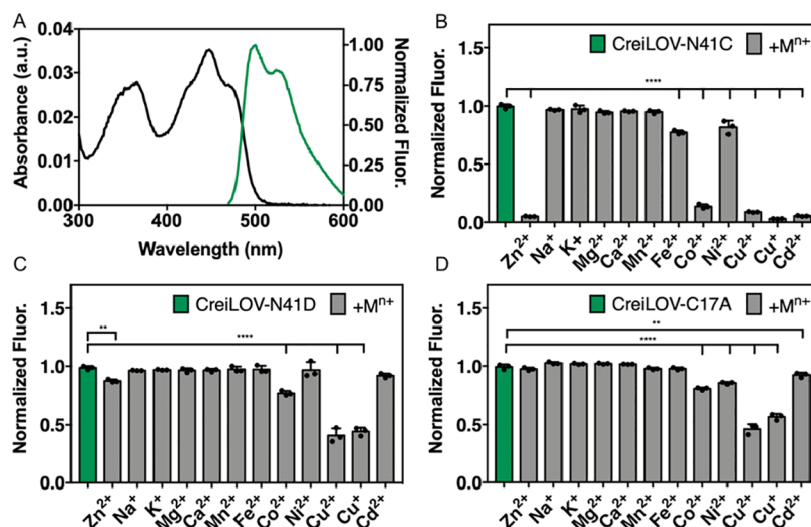 A
Absorbance (a.u.)
0.04
0.03
0.02
0.01
0.00
1.00
0.75
0.50
0.25
0.00
Normalized Fluor.
300 400 500 600
Wavelength (nm)
B
Normalized Fluor.
1.5
1.0
0.5
0.0
CreiLOV-N41C +Mⁿ⁺
****
Zn²⁺ Na⁺ K⁺ Mg²⁺ Ca²⁺ Mn²⁺ Fe²⁺ Co²⁺ Ni²⁺ Cu²⁺ Cu⁺ Cd²⁺
C
Normalized Fluor.
1.5
1.0
0.5
0.0
CreiLOV-N41D +Mⁿ⁺
**
****
Zn²⁺ Na⁺ K⁺ Mg²⁺ Ca²⁺ Mn²⁺ Fe²⁺ Co²⁺ Ni²⁺ Cu²⁺ Cu⁺ Cd²⁺
D
Normalized Fluor.
1.5
1.0
0.5
0.0
CreiLOV-C17A +Mⁿ⁺
**
****
Zn²⁺ Na⁺ K⁺ Mg²⁺ Ca²⁺ Mn²⁺ Fe²⁺ Co²⁺ Ni²⁺ Cu²⁺ Cu⁺ Cd²⁺